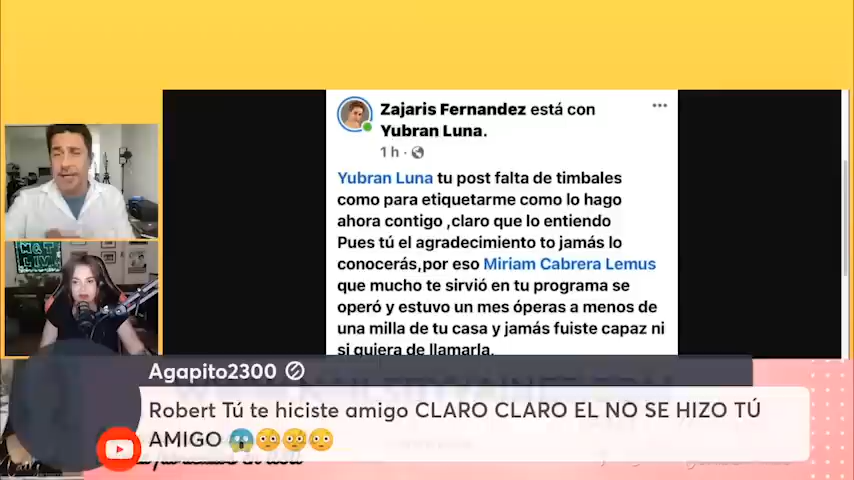 Zajaris Fernandez está con
Yubran Luna.
1 h ·
Yubran Luna tu post falta de timbales
como para etiquetarme como lo hago
ahora contigo ,claro que lo entiendo
Pues tú el agradecimiento to jamás lo
conocerás,por eso Miriam Cabrera Lemus
que mucho te sirvió en tu programa se
operó y estuvo un mes óperas a menos de
una milla de tu casa y jamás fuiste capaz ni
si quiera de llamarla.
Agapito2300
Robert Tú te hiciste amigo CLARO CLARO EL NO SE HIZO TÚ
AMIGO 😱😳😳😳